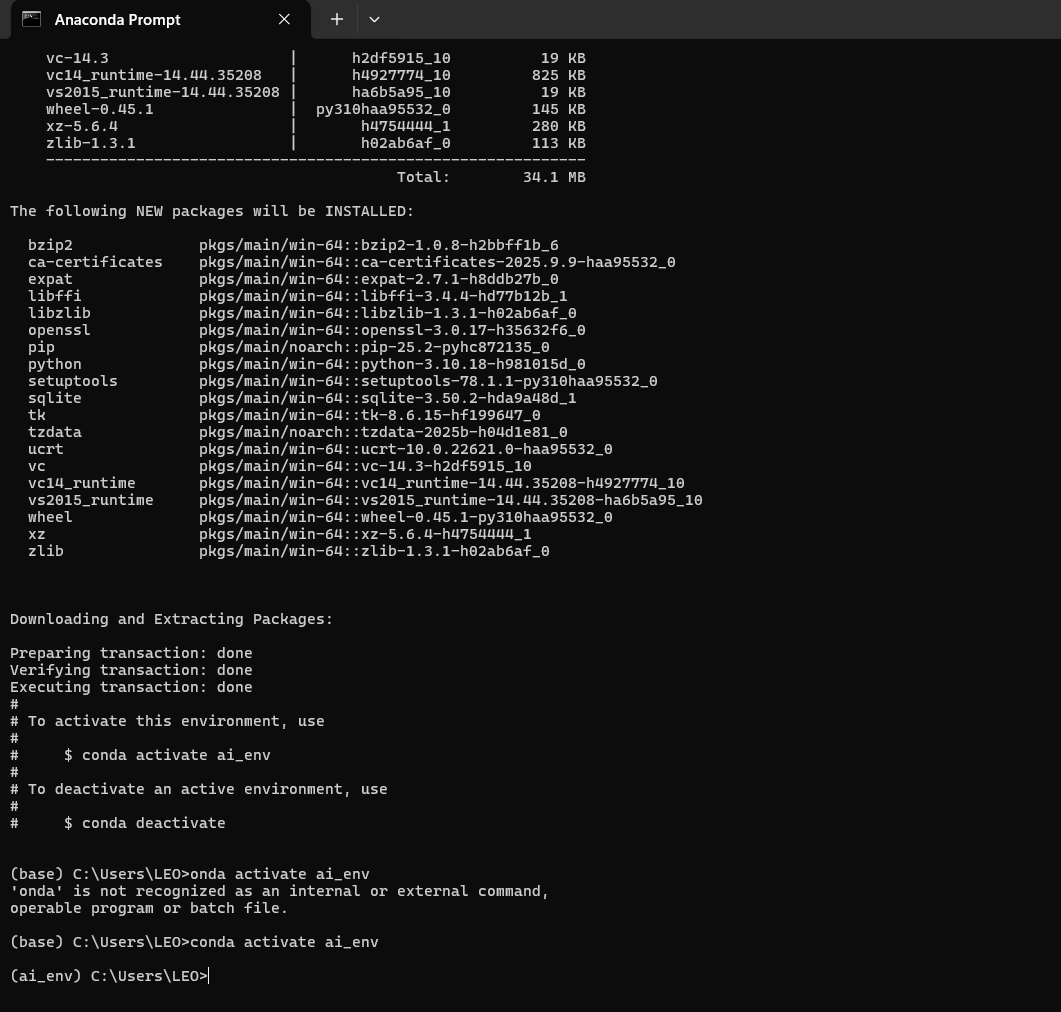 Anaconda Prompt
vc-14.3 | h2df5915_10 19 KB
vc14_runtime-14.44.35208 | h4927774_10 825 KB
vs2015_runtime-14.44.35208 | ha6b5a95_10 19 KB
wheel-0.45.1 | py310haa95532_0 145 KB
xz-5.6.4 | h4754444_1 280 KB
zlib-1.3.1 | h02ab6af_0 113 KB
------------------------------------------------------------
Total: 34.1 MB
The following NEW packages will be INSTALLED:
bzip2 pkgs/main/win-64::bzip2-1.0.8-h2bbff1b_6
ca-certificates pkgs/main/win-64::ca-certificates-2025.9.9-haa95532_0
expat pkgs/main/win-64::expat-2.7.1-h8ddb27b_0
libffi pkgs/main/win-64::libffi-3.4.4-hd77b12b_1
libzlib pkgs/main/win-64::libzlib-1.3.1-h02ab6af_0
openssl pkgs/main/win-64::openssl-3.0.17-h35632f6_0
pip pkgs/main/noarch::pip-25.2-pyhc872135_0
python pkgs/main/win-64::python-3.10.18-h981015d_0
setuptools pkgs/main/win-64::setuptools-78.1.1-py310haa95532_0
sqlite pkgs/main/win-64::sqlite-3.50.2-hda9a48d_1
tk pkgs/main/win-64::tk-8.6.15-hf199647_0
tzdata pkgs/main/noarch::tzdata-2025b-h04d1e81_0
ucrt pkgs/main/win-64::ucrt-10.0.22621.0-haa95532_0
vc pkgs/main/win-64::vc-14.3-h2df5915_10
vc14_runtime pkgs/main/win-64::vc14_runtime-14.44.35208-h4927774_10
vs2015_runtime pkgs/main/win-64::vs2015_runtime-14.44.35208-ha6b5a95_10
wheel pkgs/main/win-64::wheel-0.45.1-py310haa95532_0
xz pkgs/main/win-64::xz-5.6.4-h4754444_1
zlib pkgs/main/win-64::zlib-1.3.1-h02ab6af_0
Downloading and Extracting Packages:
Preparing transaction: done
Verifying transaction: done
Executing transaction: done
#
# To activate this environment, use
#
# $ conda activate ai_env
#
# To deactivate an active environment, use
#
# $ conda deactivate
(base) C:\Users\LEO>onda activate ai_env
'onda' is not recognized as an internal or external command,
operable program or batch file.
(base) C:\Users\LEO>conda activate ai_env
(ai_env) C:\Users\LEO>